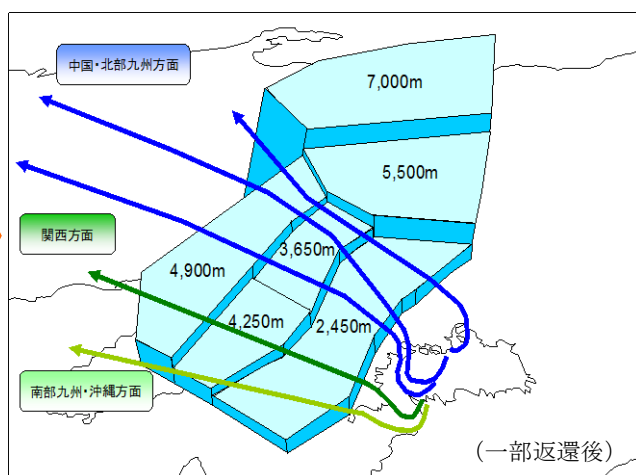 中国・北部九州方面
7,000m
5,500m
関西方面
3,650m
4,900m
4,250m
2,450m
南部九州・沖縄方面
(一部返還後)